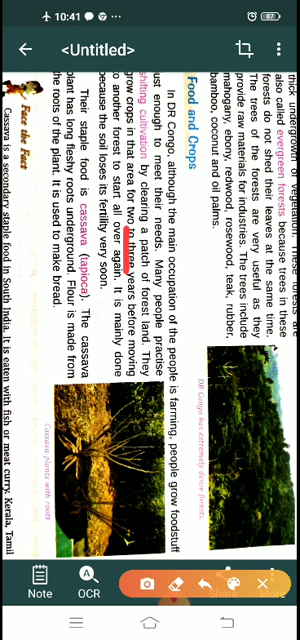 10:41
87
<Untitled>
thick undergrowth of vegetation. These forests are
also called evergreen forests because trees in these
forests do not shed their leaves at the same time.
The trees of the forests are very useful as they
provide raw materials for industries. The trees include
mahogany, ebony, redwood, rosewood, teak, rubber,
bamboo, coconut and oil palms.
DR Congo has extremely dense forests.
Food and Crops
In DR Congo, although the main occupation of the people is farming, people grow foodstuff
just enough to meet their needs. Many people practise
shifting cultivation by clearing a patch of forest land. They
grow crops in that area for two or three years before moving
to another forest to start all over again. It is mainly done
because the soil loses its fertility very soon.
Their staple food is cassava (tapioca). The cassava
plant has long fleshy roots underground. Flour is made from
the roots of the plant. It is used to make bread.
Cassava plants with roots
Face the Fact
Cassava is a secondary staple food in South India. It is eaten with fish or meat curry. Kerala, Tamil
Note
OCR
Share
More